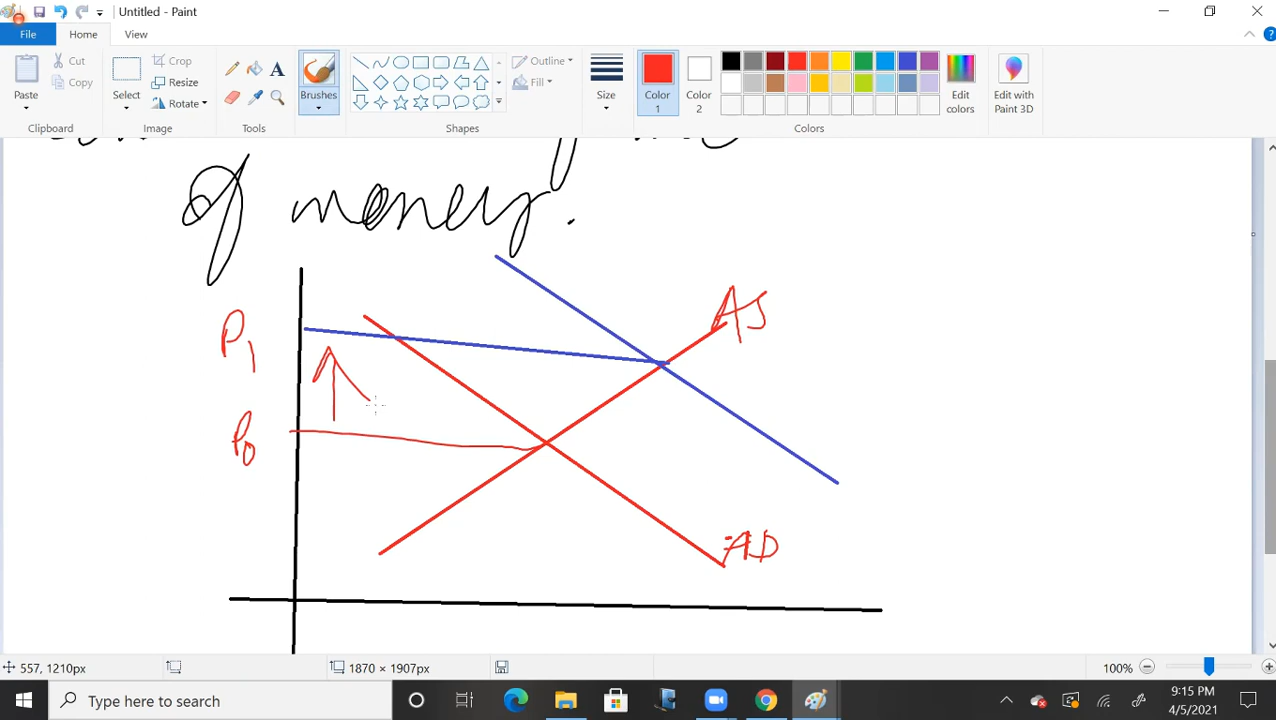 Untitled - Paint
File Home View
Paste
Cut
Copy
Clipboard
Select
Crop
Resize
Rotate
Image
Tools
Brushes
Shapes
Outline
Fill
Size
Color 1
Color 2
Edit colors
Colors
Edit with Paint 3D
of money.
P1
P0
AS
AD
557, 1210px
1870 × 1907px
100%
Type here to search
9:15 PM
4/5/2021